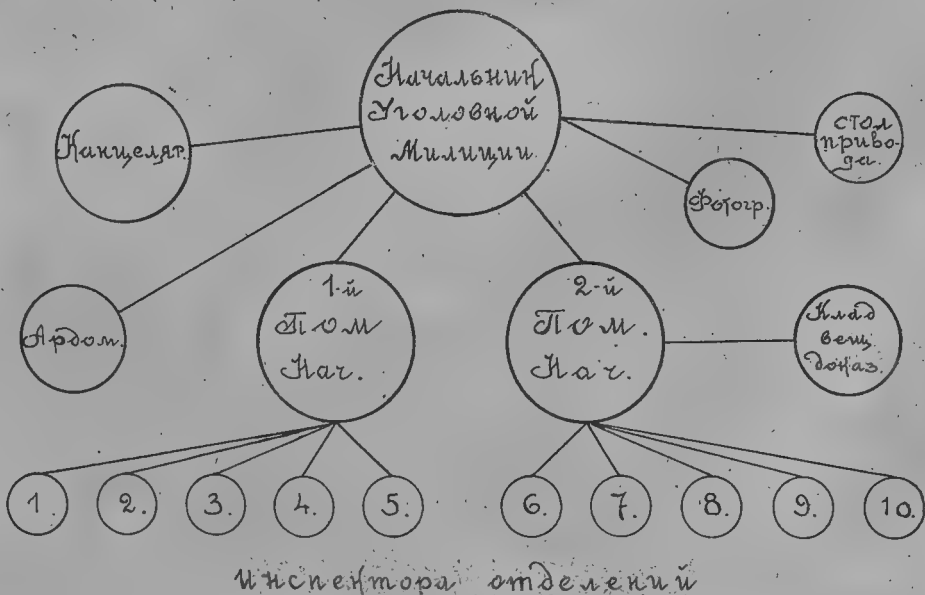 Начальник
Уголовной
Милиции.
Канцеляр.
стол
приво-
да.
Фотогр.
Ардом.
1-й
Пом
Нач.
2-й
Пом.
Нач.
Клад
вещ.
доказ.
1. 2. 3. 4. 5. 6. 7. 8. 9. 10.
Инспектора отделений